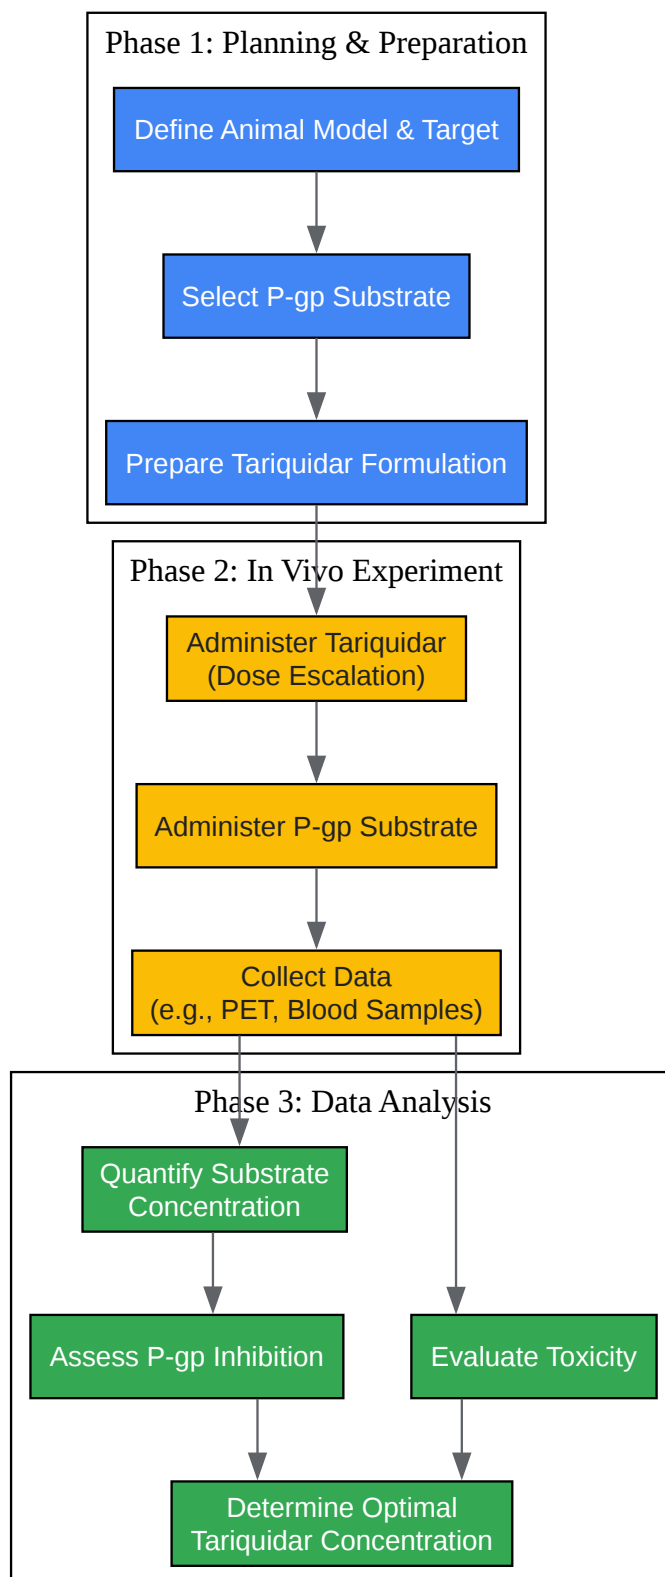 Phase 1: Planning & Preparation
Define Animal Model & Target
Select P-gp Substrate
Prepare Tariquidar Formulation
Phase 2: In Vivo Experiment
Administer Tariquidar
(Dose Escalation)
Administer P-gp Substrate
Collect Data
(e.g., PET, Blood Samples)
Phase 3: Data Analysis
Quantify Substrate
Concentration
Assess P-gp Inhibition
Evaluate Toxicity
Determine Optimal
Tariquidar Concentration